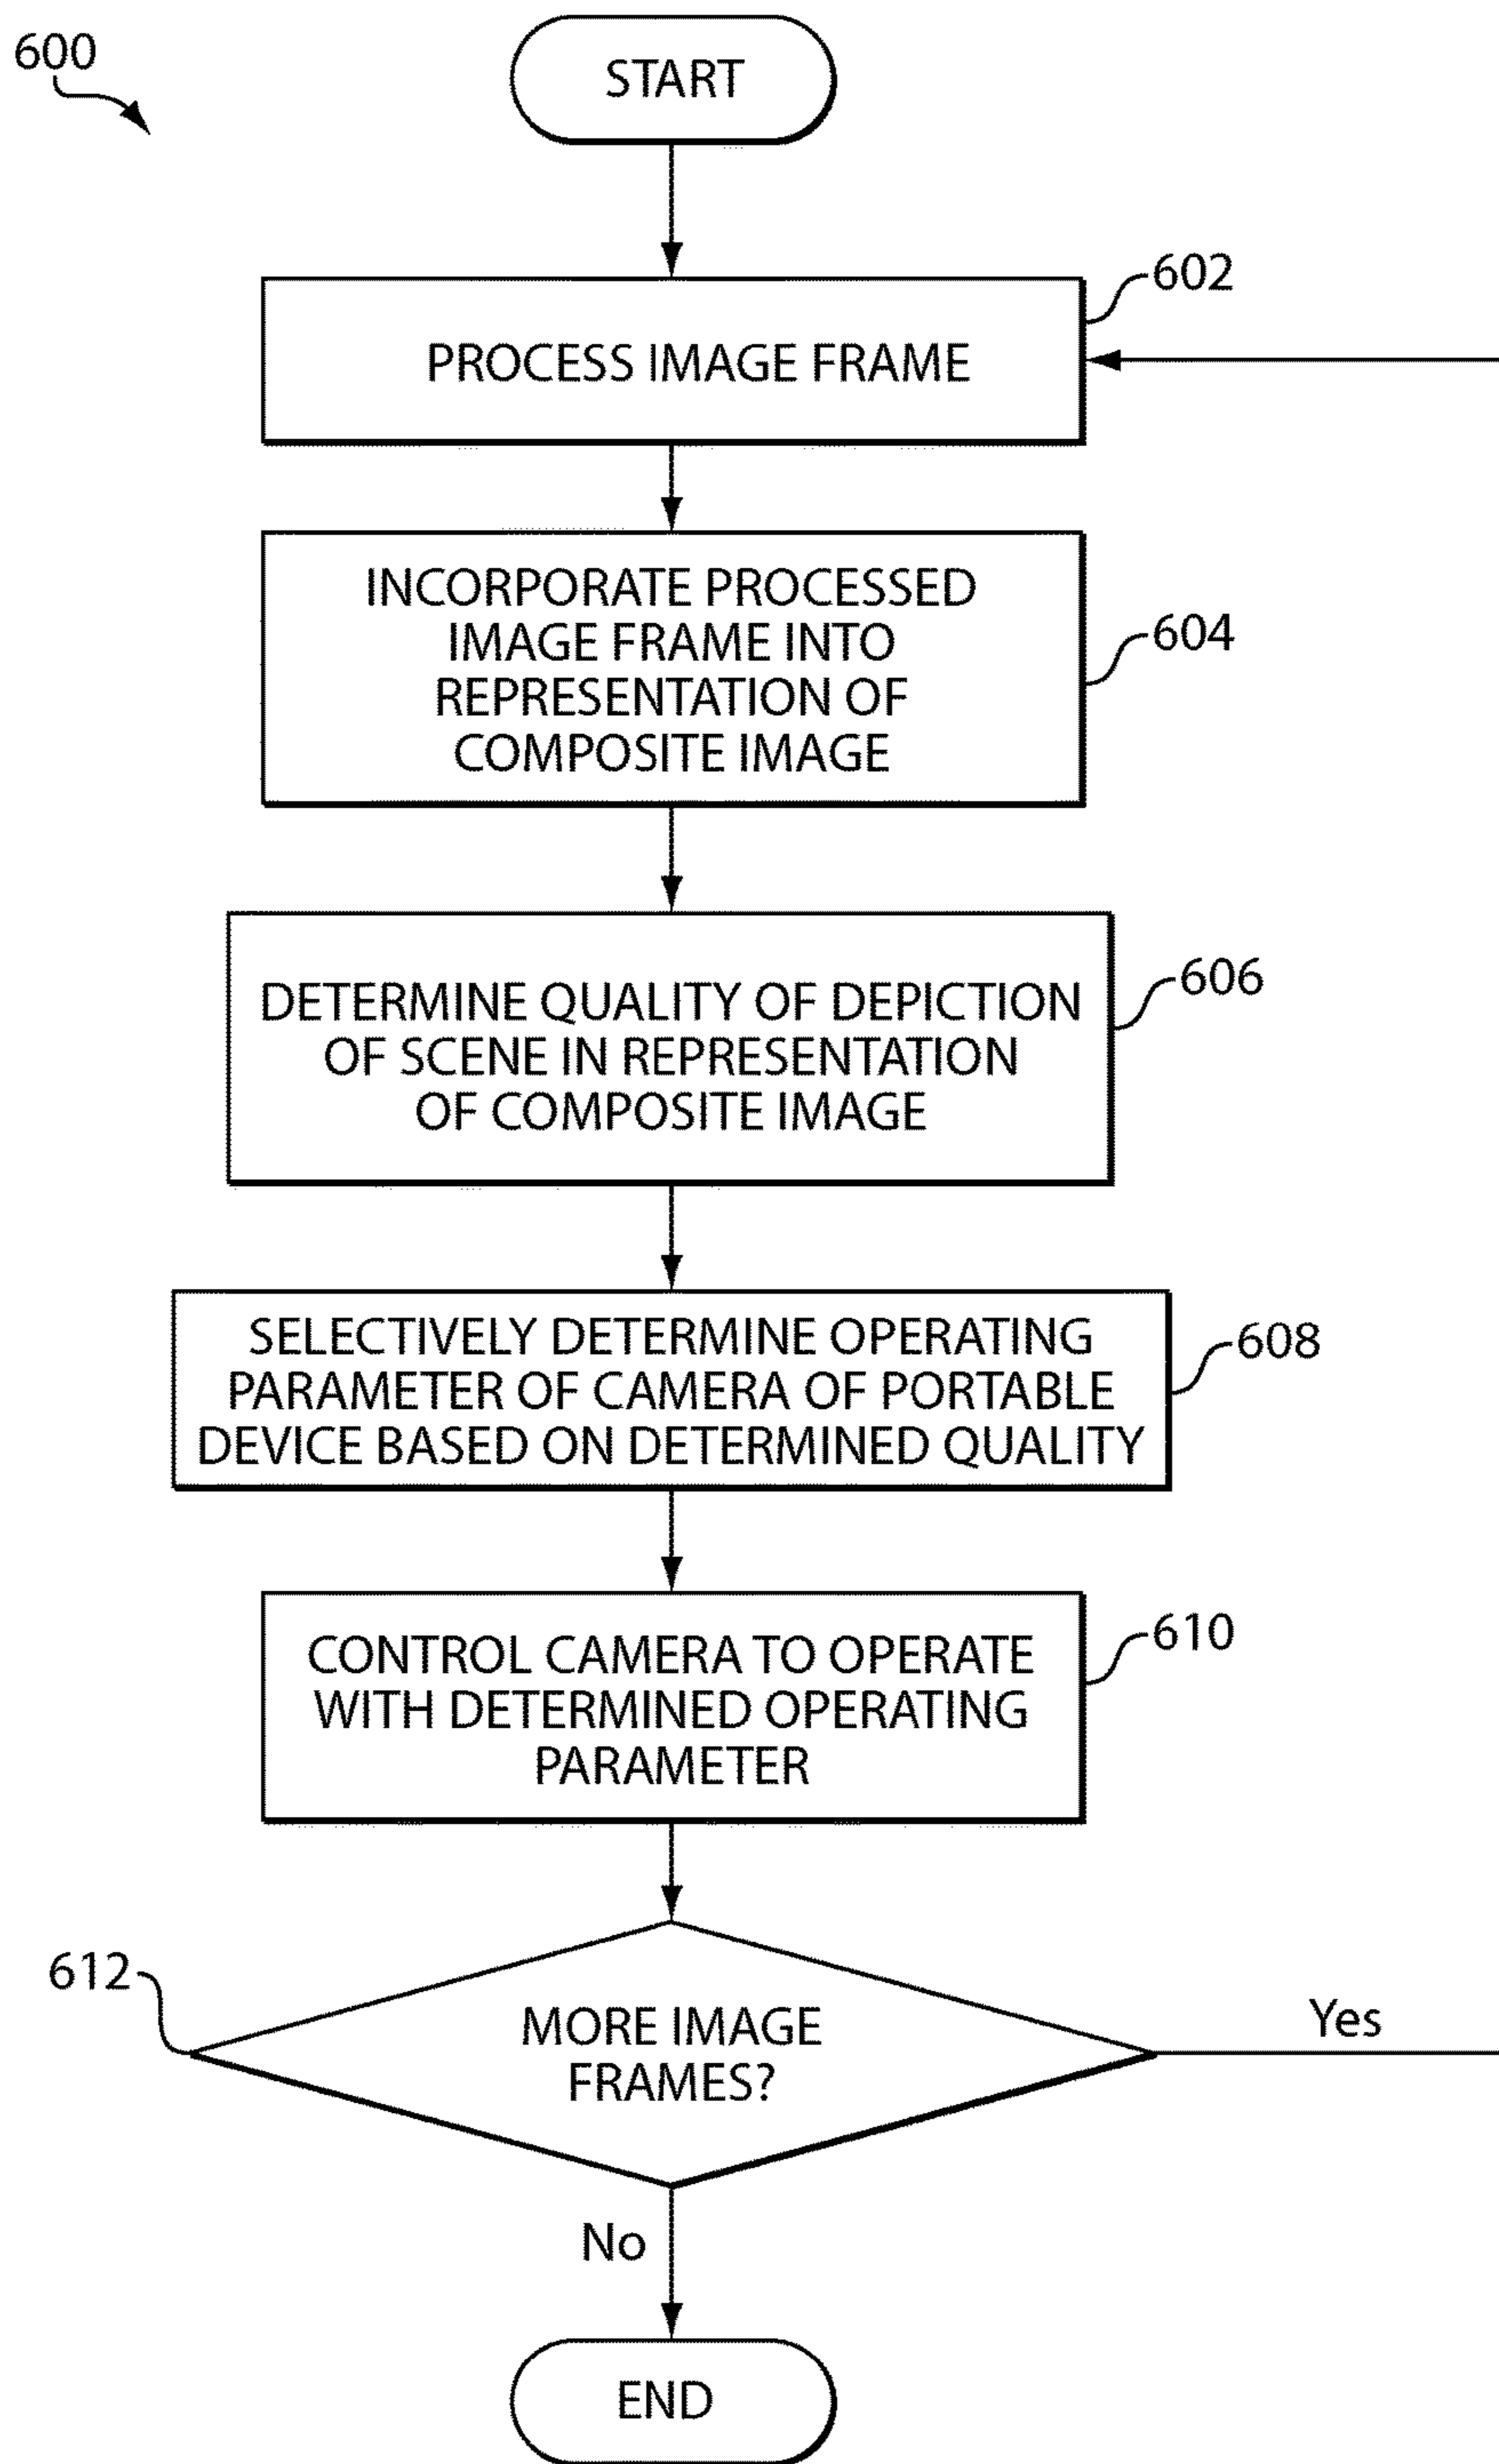 600
START
602
PROCESS IMAGE FRAME
INCORPORATE PROCESSED
IMAGE FRAME INTO
REPRESENTATION OF
COMPOSITE IMAGE
604
DETERMINE QUALITY OF DEPICTION
OF SCENE IN REPRESENTATION
OF COMPOSITE IMAGE
606
SELECTIVELY DETERMINE OPERATING
PARAMETER OF CAMERA OF PORTABLE
DEVICE BASED ON DETERMINED QUALITY
608
CONTROL CAMERA TO OPERATE
WITH DETERMINED OPERATING
PARAMETER
610
612
MORE IMAGE
FRAMES?
Yes
No
END